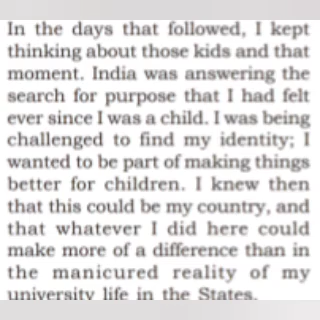 In the days that followed, I kept
thinking about those kids and that
moment. India was answering the
search for purpose that I had felt
ever since I was a child. I was being
challenged to find my identity; I
wanted to be part of making things
better for children. I knew then
that this could be my country, and
that whatever I did here could
make more of a difference than in
the manicured reality of my
university life in the States.